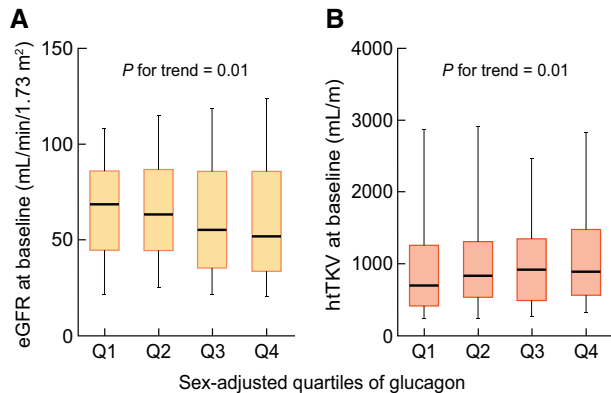 A
eGFR at baseline (mL/min/1.73 m²)
150
100
50
0
P for trend = 0.01
Q1 Q2 Q3 Q4
B
htTKV at baseline (mL/m)
4000
3000
2000
1000
0
P for trend = 0.01
Q1 Q2 Q3 Q4
Sex-adjusted quartiles of glucagon